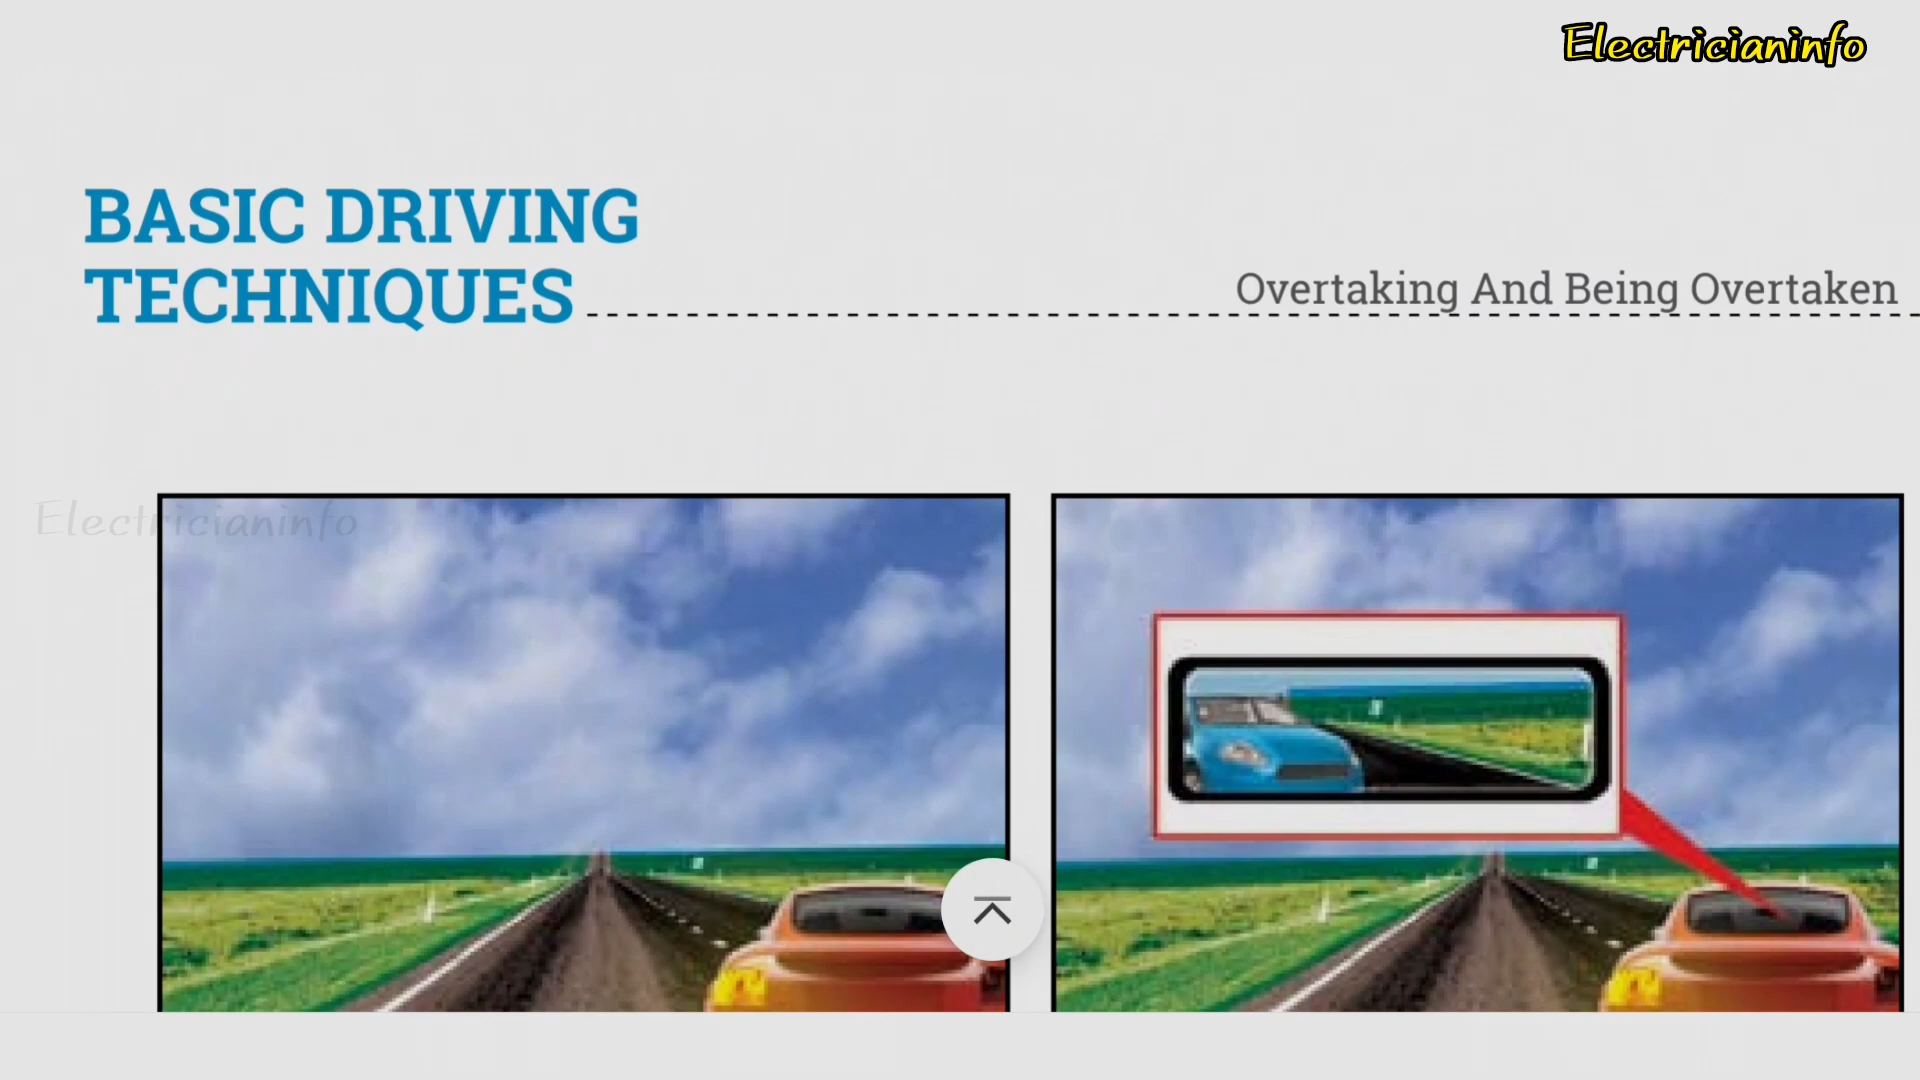 Electricianinfo
BASIC DRIVING
TECHNIQUES
Overtaking And Being Overtaken
Electricianinfo